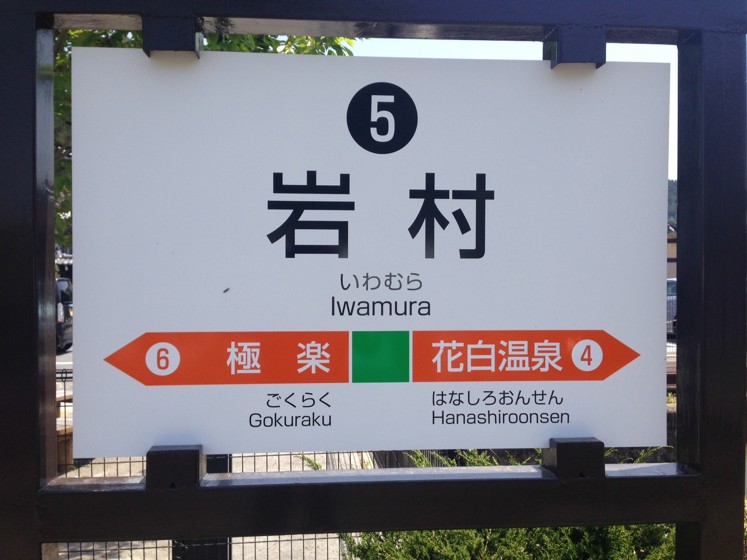 5
岩村
いわむら
Iwamura
6 極楽 花白温泉 4
ごくらく はなしろおんせん
Gokuraku Hanashiroonsen